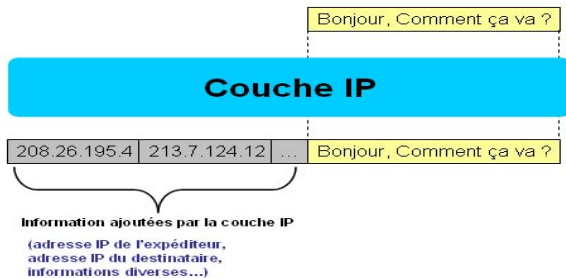 Bonjour, Comment ça va ?
Couche IP
208.26.195.4 213.7.124.12 ... Bonjour, Comment ça va ?
Information ajoutées par la couche IP
(adresse IP de l'expéditeur,
adresse IP du destinataire,
informations diverses...)